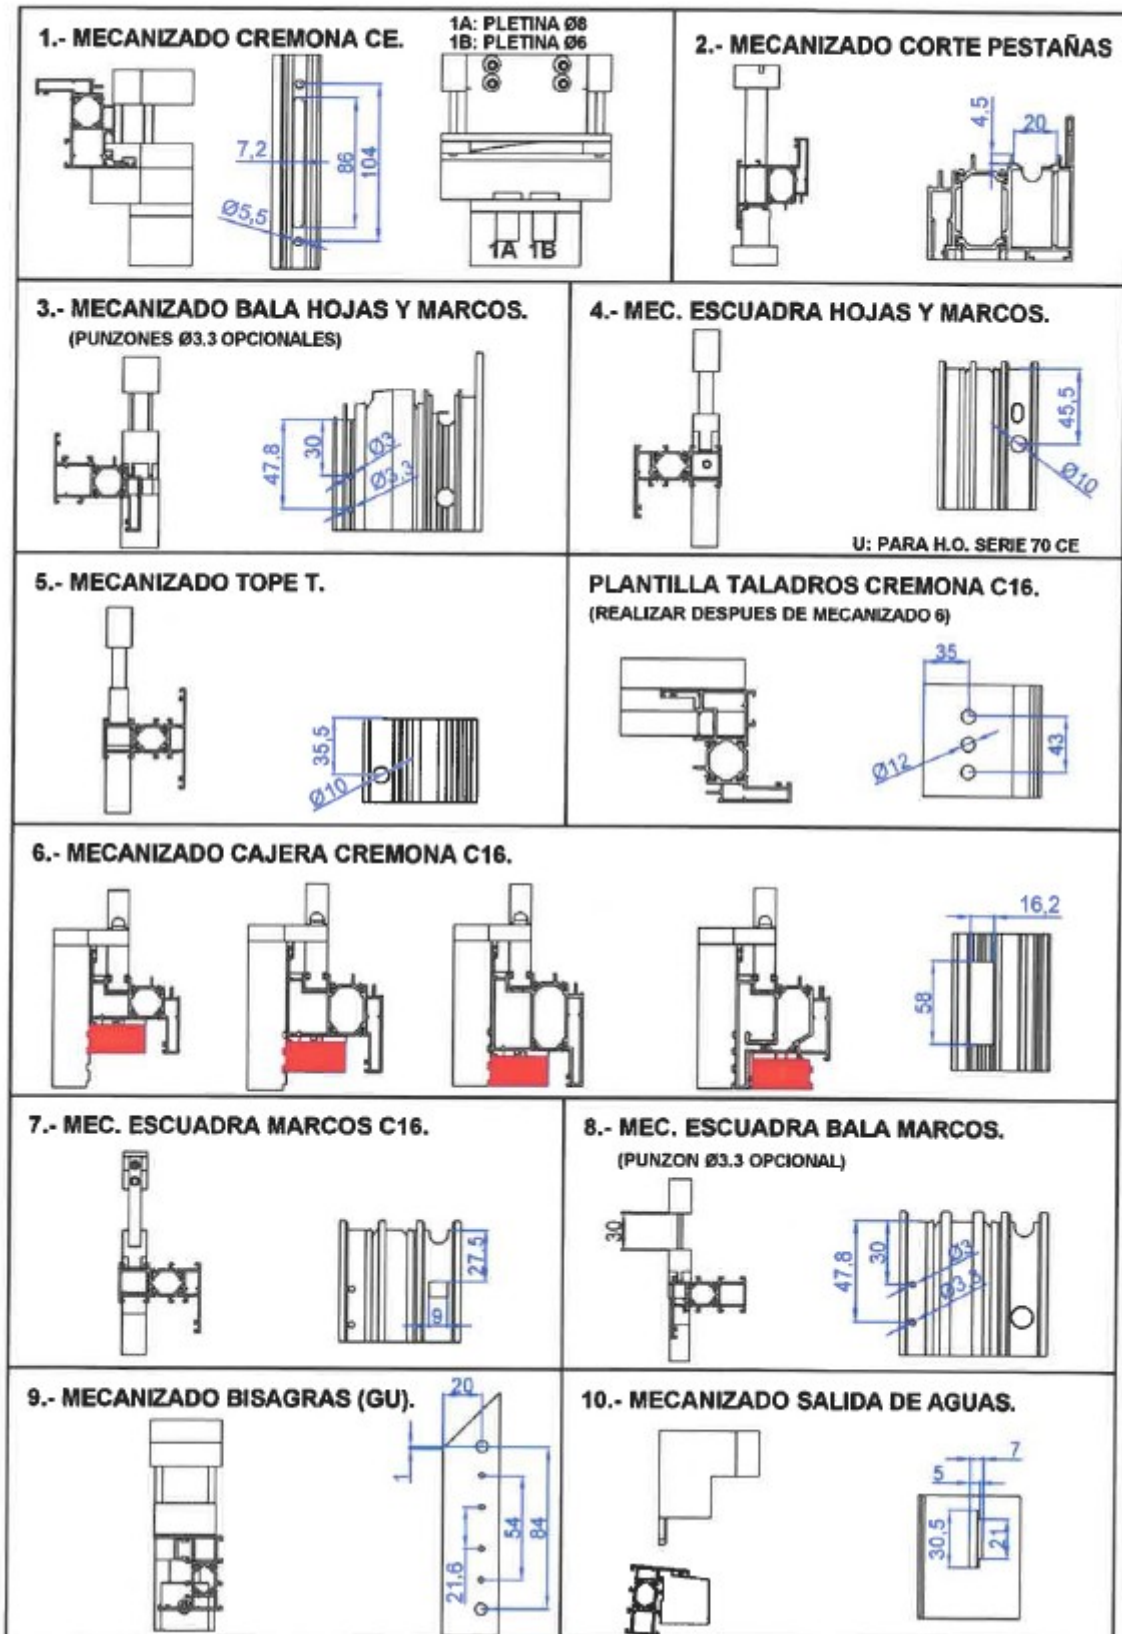 1.- MECANIZADO CREMONA CE.
1A: PLETINA Ø8
1B: PLETINA Ø6
7,2
86
104
Ø5,5
1A 1B
2.- MECANIZADO CORTE PESTAÑAS
4,5
20
3.- MECANIZADO BALA HOJAS Y MARCOS.
(PUNZONES Ø3.3 OPCIONALES)
47,8
30
Ø3
Ø3,3
4.- MEC. ESCUADRA HOJAS Y MARCOS.
45,5
Ø10
U: PARA H.O. SERIE 70 CE
5.- MECANIZADO TOPE T.
35,5
Ø10
PLANTILLA TALADROS CREMONA C16.
(REALIZAR DESPUES DE MECANIZADO 6)
35
Ø12
43
6.- MECANIZADO CAJERA CREMONA C16.
16,2
58
7.- MEC. ESCUADRA MARCOS C16.
27,5
8.- MEC. ESCUADRA BALA MARCOS.
(PUNZON Ø3.3 OPCIONAL)
30
47,8
30
Ø3
9.- MECANIZADO BISAGRAS (GU).
20
1
54
84
21,6
10.- MECANIZADO SALIDA DE AGUAS.
7
5
30,5
21